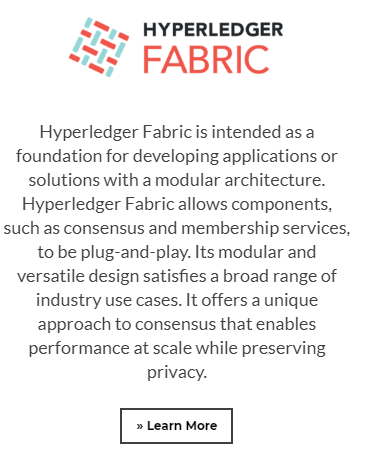 HYPERLEDGER
FABRIC
Hyperledger Fabric is intended as a
foundation for developing applications or
solutions with a modular architecture.
Hyperledger Fabric allows components,
such as consensus and membership services,
to be plug-and-play. Its modular and
versatile design satisfies a broad range of
industry use cases. It offers a unique
approach to consensus that enables
performance at scale while preserving
privacy.
» Learn More